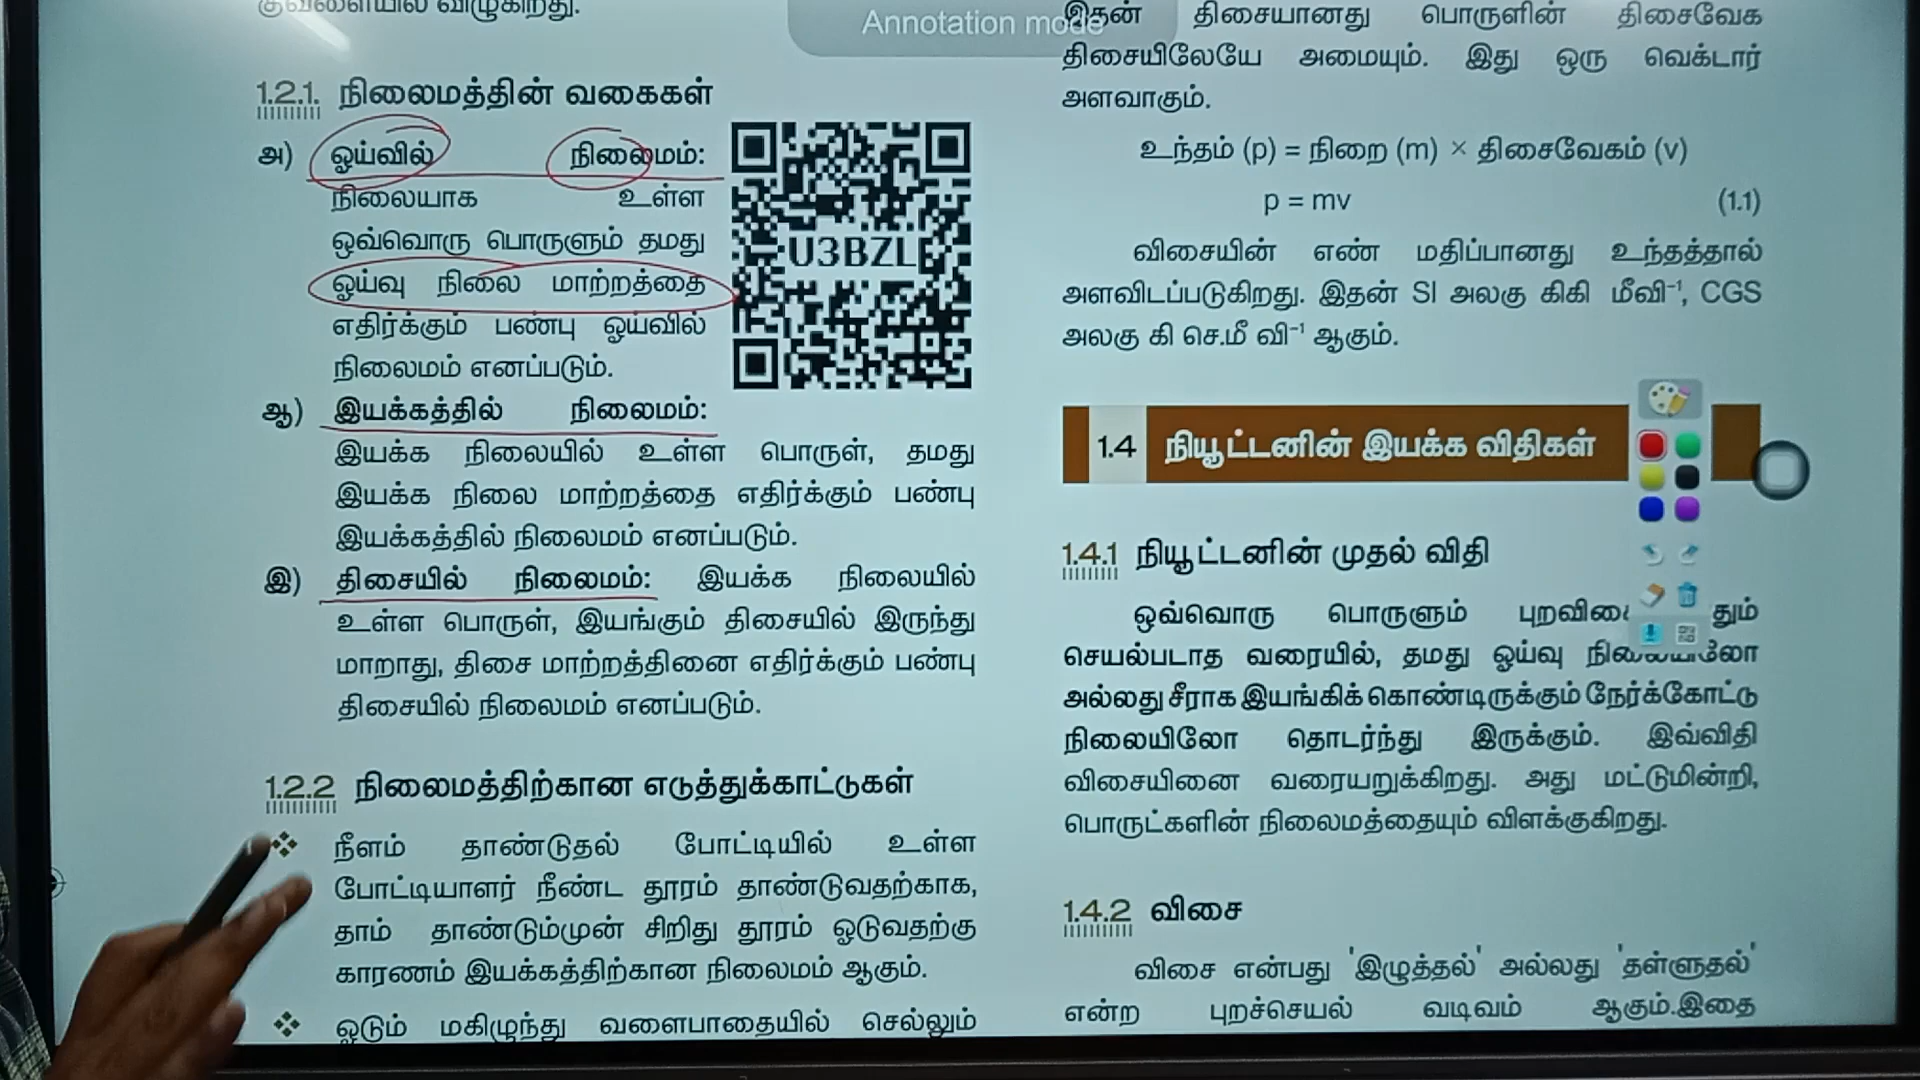 குவளையில் விழுகிறது.
1.2.1. நிலைமத்தின் வகைகள்
அ) ஓய்வில் நிலைமம்:
நிலையாக உள்ள
ஒவ்வொரு பொருளும் தமது
ஓய்வு நிலை மாற்றத்தை
எதிர்க்கும் பண்பு ஓய்வில்
நிலைமம் எனப்படும்.
U3BZLE
ஆ) இயக்கத்தில் நிலைமம்:
இயக்க நிலையில் உள்ள பொருள், தமது
இயக்க நிலை மாற்றத்தை எதிர்க்கும் பண்பு
இயக்கத்தில் நிலைமம் எனப்படும்.
இ) திசையில் நிலைமம்: இயக்க நிலையில்
உள்ள பொருள், இயங்கும் திசையில் இருந்து
மாறாது, திசை மாற்றத்தினை எதிர்க்கும் பண்பு
திசையில் நிலைமம் எனப்படும்.
1.2.2 நிலைமத்திற்கான எடுத்துக்காட்டுகள்
❖ நீளம் தாண்டுதல் போட்டியில் உள்ள
போட்டியாளர் நீண்ட தூரம் தாண்டுவதற்காக,
தாம் தாண்டும்முன் சிறிது தூரம் ஓடுவதற்கு
காரணம் இயக்கத்திற்கான நிலைமம் ஆகும்.
❖ ஓடும் மகிழுந்து வளைபாதையில் செல்லும்
Annotation mode
இதன் திசையானது பொருளின் திசைவேக
திசையிலேயே அமையும். இது ஒரு வெக்டார்
அளவாகும்.
உந்தம் (p) = நிறை (m) × திசைவேகம் (v)
p = mv (1.1)
விசையின் எண் மதிப்பானது உந்தத்தால்
அளவிடப்படுகிறது. இதன் SI அலகு கிகி மீவி⁻¹, CGS
அலகு கி செ.மீ வி⁻¹ ஆகும்.
1.4 நியூட்டனின் இயக்க விதிகள்
1.4.1 நியூட்டனின் முதல் விதி
ஒவ்வொரு பொருளும் தும்
செயல்படாத வரையில், தமது ஓய்வு நிலையிலோ
அல்லது சீராக இயங்கிக் கொண்டிருக்கும் நேர்க்கோட்டு
நிலையிலோ தொடர்ந்து இருக்கும். இவ்விதி
விசையினை வரையறுக்கிறது. அது மட்டுமின்றி,
பொருட்களின் நிலைமத்தையும் விளக்குகிறது.
1.4.2 விசை
விசை என்பது 'இழுத்தல்' அல்லது 'தள்ளுதல்'
என்ற புறச்செயல் வடிவம் ஆகும்.இதை